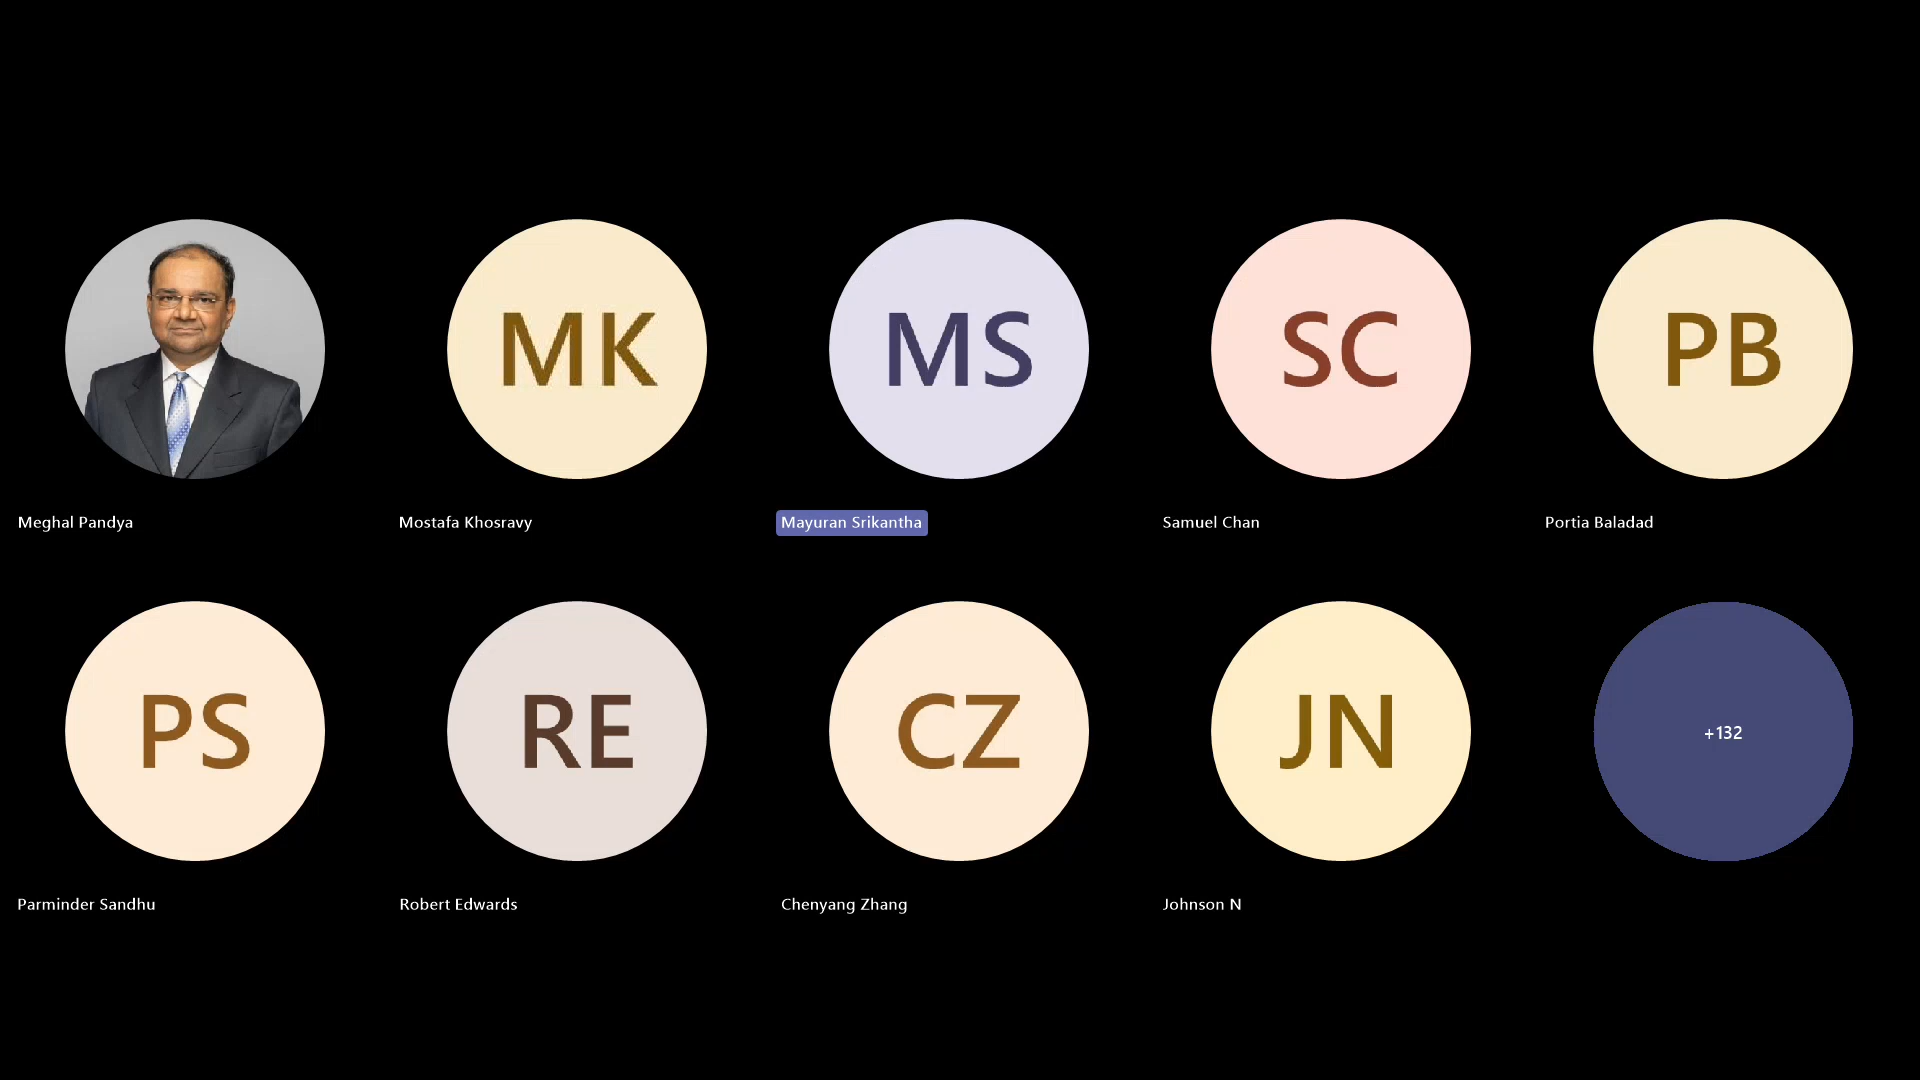 MK
MS
SC
PB
Meghal Pandya
Mostafa Khosravy
Mayuran Srikantha
Samuel Chan
Portia Baladad
PS
RE
CZ
JN
+132
Parminder Sandhu
Robert Edwards
Chenyang Zhang
Johnson N